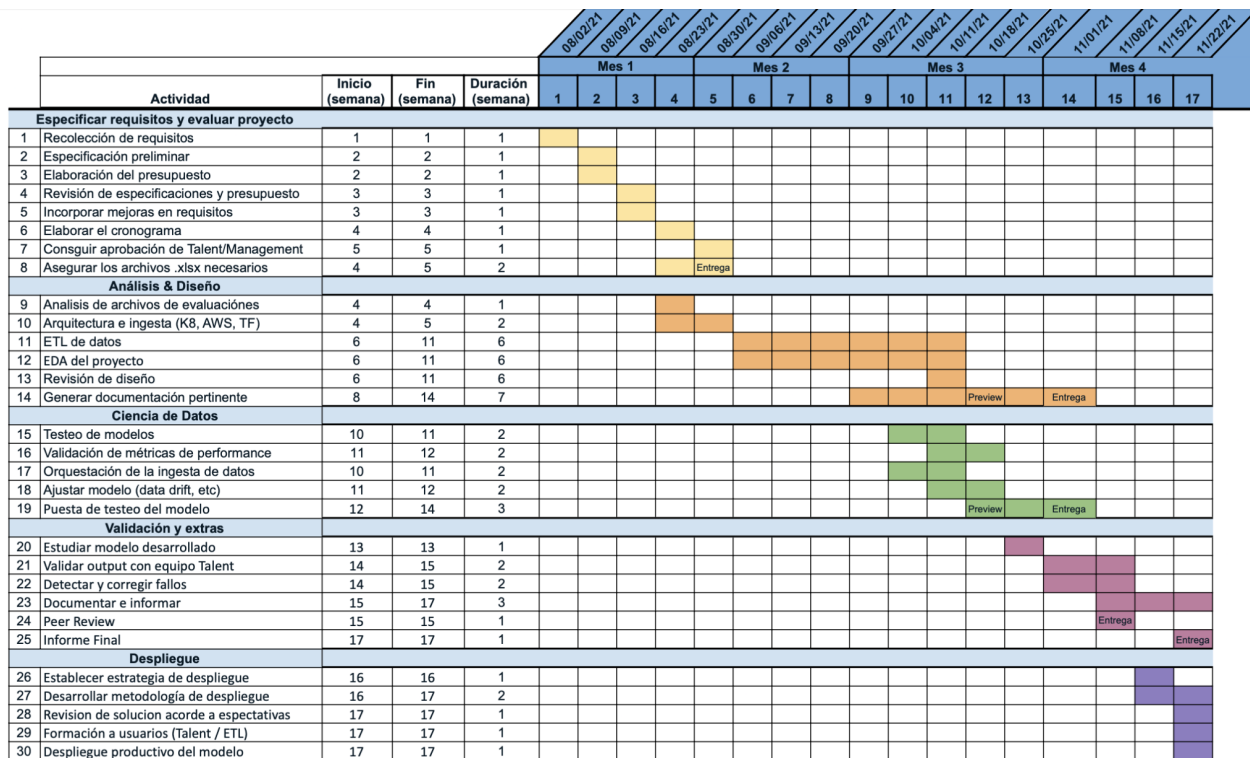 08/02/21 08/09/21 08/16/21 08/23/21 08/30/21 09/06/21 09/13/21 09/20/21 09/27/21 10/04/21 10/11/21 10/18/21 10/25/21 11/01/21 11/08/21 11/15/21 11/22/21
Mes 1 Mes 2 Mes 3 Mes 4
Actividad Inicio (semana) Fin (semana) Duración (semana) 1 2 3 4 5 6 7 8 9 10 11 12 13 14 15 16 17
Especificar requisitos y evaluar proyecto
1 Recolección de requisitos 1 1 1
2 Especificación preliminar 2 2 1
3 Elaboración del presupuesto 2 2 1
4 Revisión de especificaciones y presupuesto 3 3 1
5 Incorporar mejoras en requisitos 3 3 1
6 Elaborar el cronograma 4 4 1
7 Consguir aprobación de Talent/Management 5 5 1
8 Asegurar los archivos .xlsx necesarios 4 5 2 Entrega
Análisis & Diseño
9 Analisis de archivos de evaluaciónes 4 4 1
10 Arquitectura e ingesta (K8, AWS, TF) 4 5 2
11 ETL de datos 6 11 6
12 EDA del proyecto 6 11 6
13 Revisión de diseño 6 11 6
14 Generar documentación pertinente 8 14 7 Preview Entrega
Ciencia de Datos
15 Testeo de modelos 10 11 2
16 Validación de métricas de performance 11 12 2
17 Orquestación de la ingesta de datos 10 11 2
18 Ajustar modelo (data drift, etc) 11 12 2
19 Puesta de testeo del modelo 12 14 3 Preview Entrega
Validación y extras
20 Estudiar modelo desarrollado 13 13 1
21 Validar output con equipo Talent 14 15 2
22 Detectar y corregir fallos 14 15 2
23 Documentar e informar 15 17 3
24 Peer Review 15 15 1 Entrega
25 Informe Final 17 17 1 Entrega
Despliegue
26 Establecer estrategia de despliegue 16 16 1
27 Desarrollar metodología de despliegue 16 17 2
28 Revision de solucion acorde a espectativas 17 17 1
29 Formación a usuarios (Talent / ETL) 17 17 1
30 Despliegue productivo del modelo 17 17 1